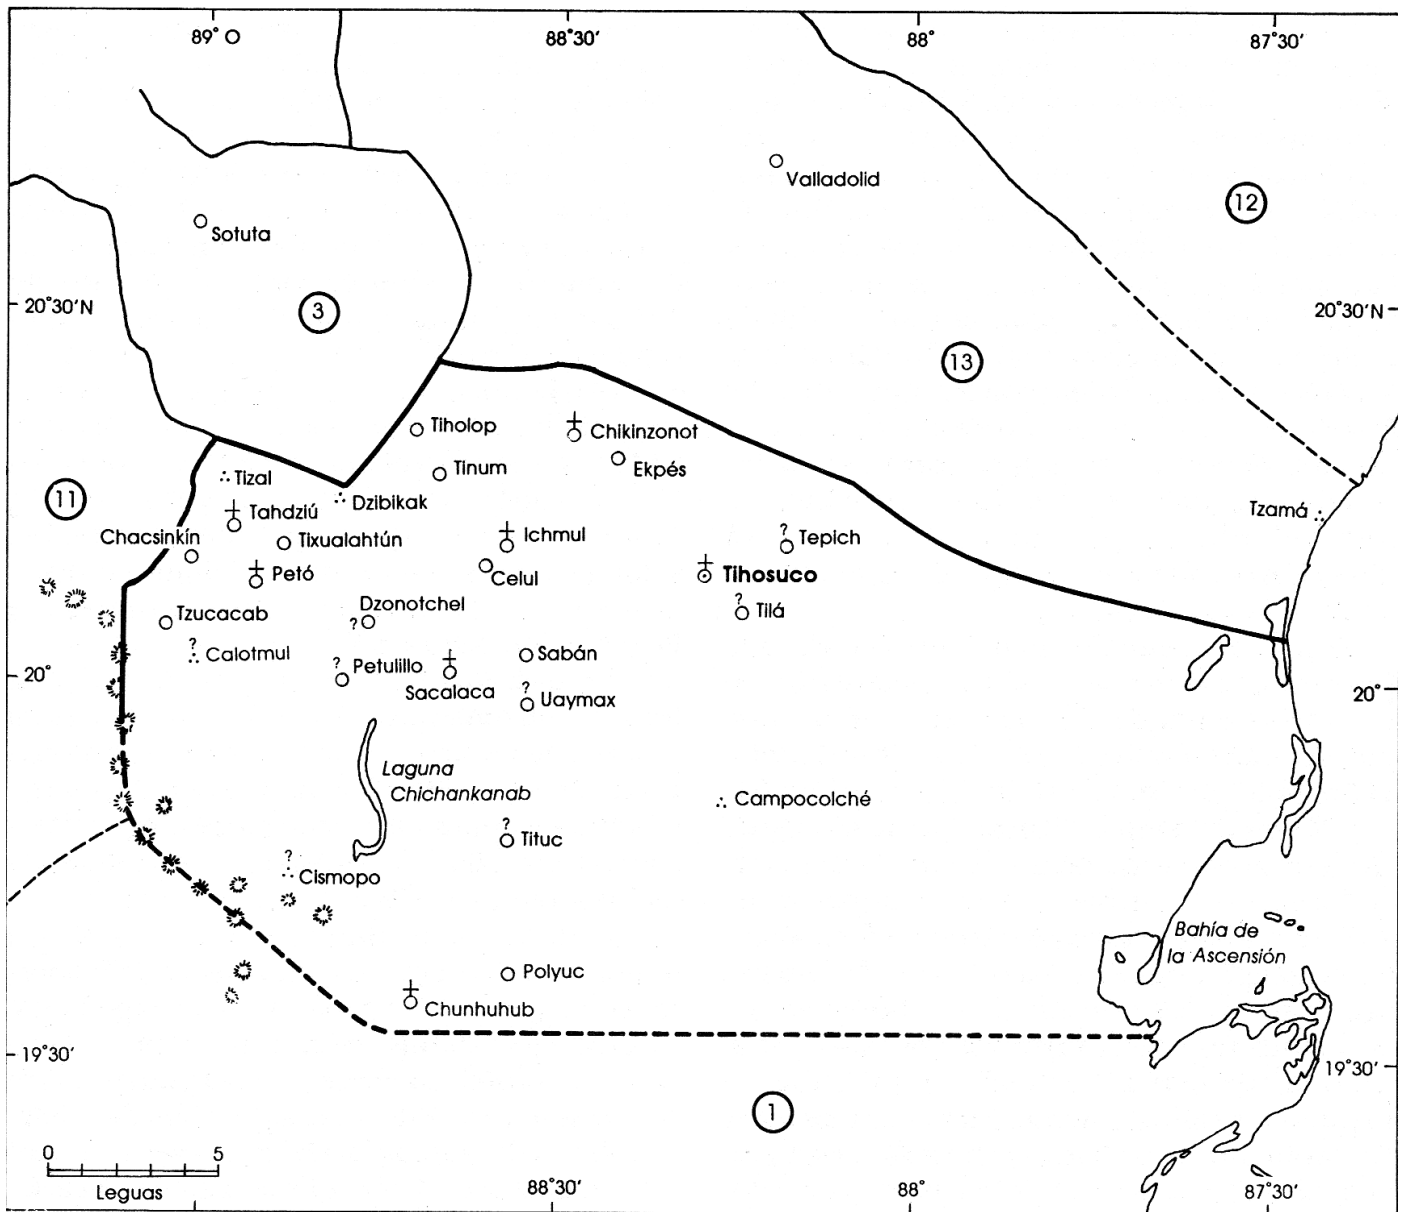 89° O
88°30′
88°
87°30′
Valladolid
12
Sotuta
3
20°30′N
20°30′N
13
Tiholop
Chikinzonot
Tinum
Ekpés
Tizal
11
Dzibikak
Tahdziú
Tzamá
Chacsinkín
Tixualahtún
Ichmul
?
Tepich
Petó
Celul
Tihosuco
Dzonotchel
?
?
Tilá
Tzucacab
?
Calotmul
?
Petulillo
Sabán
20°
Sacalaca
?
Uaymax
20°
Laguna
Chichankanab
Campocolché
?
Tituc
?
Cismopo
Bahía de
la Ascensión
Polyuc
Chunhuhub
19°30′
19°30′
1
0 5
Leguas
88°30′
88°
87°30′